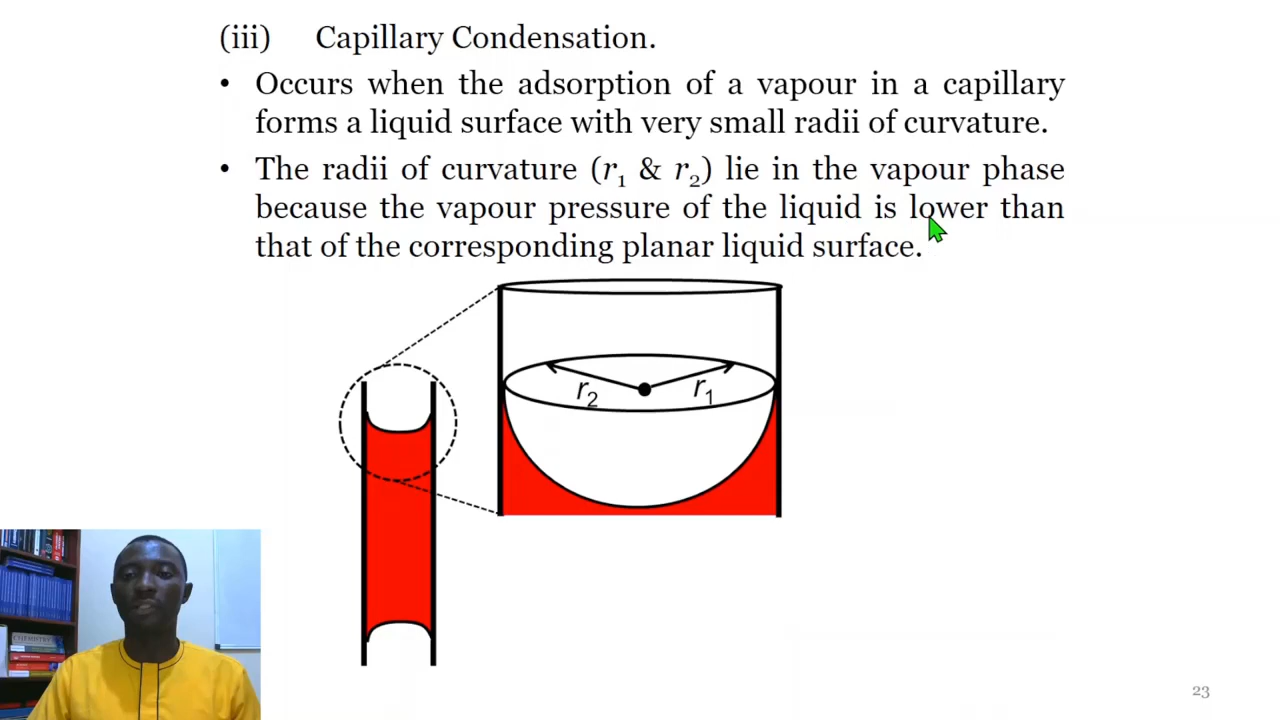 (iii) Capillary Condensation.
• Occurs when the adsorption of a vapour in a capillary
forms a liquid surface with very small radii of curvature.
• The radii of curvature (r₁ & r₂) lie in the vapour phase
because the vapour pressure of the liquid is lower than
that of the corresponding planar liquid surface.
r₂ r₁
CHEMISTRY
23